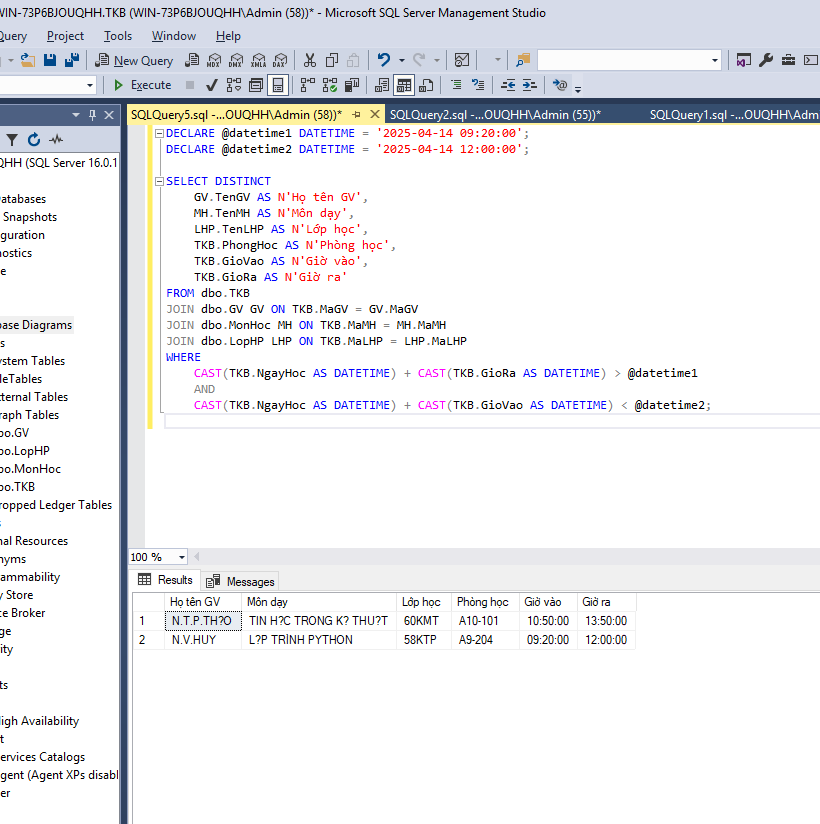 WIN-73P6BJOUQHH.TKB (WIN-73P6BJOUQHH\Admin (58))* - Microsoft SQL Server Management Studio
Query Project Tools Window Help
New Query MDX DMX XMLA DAX
Execute
SQLQuery5.sql -...OUQHH\Admin (58))* SQLQuery2.sql -...OUQHH\Admin (55))* SQLQuery1.sql -...OUQHH\Adm
QHH (SQL Server 16.0.1
atabases
Snapshots
guration
nostics
e
ase Diagrams
s
ystem Tables
leTables
ternal Tables
raph Tables
bo.GV
bo.LopHP
bo.MonHoc
bo.TKB
ropped Ledger Tables
s
nal Resources
nyms
ammability
y Store
ce Broker
ge
ity
ts
High Availability
t
ervices Catalogs
gent (Agent XPs disabl
er
DECLARE @datetime1 DATETIME = '2025-04-14 09:20:00';
DECLARE @datetime2 DATETIME = '2025-04-14 12:00:00';
SELECT DISTINCT
GV.TenGV AS N'Họ tên GV',
MH.TenMH AS N'Môn dạy',
LHP.TenLHP AS N'Lớp học',
TKB.PhongHoc AS N'Phòng học',
TKB.GioVao AS N'Giờ vào',
TKB.GioRa AS N'Giờ ra'
FROM dbo.TKB
JOIN dbo.GV GV ON TKB.MaGV = GV.MaGV
JOIN dbo.MonHoc MH ON TKB.MaMH = MH.MaMH
JOIN dbo.LopHP LHP ON TKB.MaLHP = LHP.MaLHP
WHERE
CAST(TKB.NgayHoc AS DATETIME) + CAST(TKB.GioRa AS DATETIME) > @datetime1
AND
CAST(TKB.NgayHoc AS DATETIME) + CAST(TKB.GioVao AS DATETIME) < @datetime2;
100 %
Results Messages
Họ tên GV Môn dạy Lớp học Phòng học Giờ vào Giờ ra
1 N.T.P.TH?O TIN H?C TRONG K? THU?T 60KMT A10-101 10:50:00 13:50:00
2 N.V.HUY L?P TRÌNH PYTHON 58KTP A9-204 09:20:00 12:00:00